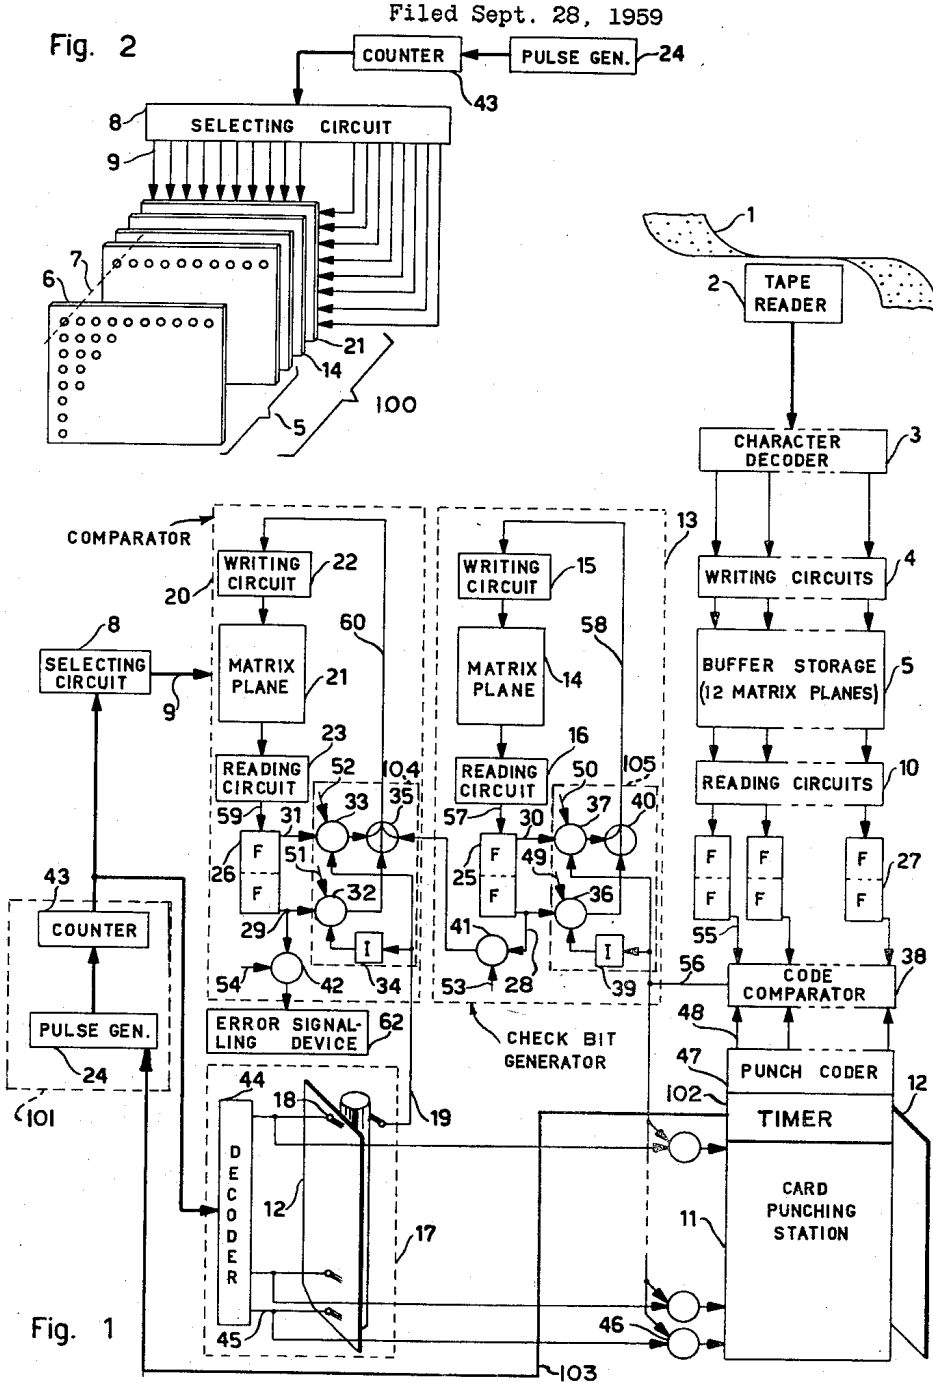 Filed Sept. 28, 1959
Fig. 2
COUNTER
PULSE GEN.
24
43
8
SELECTING CIRCUIT
9
7
6
21
14
5
100
1
2
TAPE
READER
3
CHARACTER
DECODER
COMPARATOR
13
WRITING
CIRCUIT
22
20
WRITING
CIRCUIT
15
WRITING CIRCUITS
4
8
SELECTING
CIRCUIT
9
MATRIX
PLANE
21
60
MATRIX
PLANE
14
58
BUFFER STORAGE
(12 MATRIX PLANES)
5
23
READING
CIRCUIT
52
104
16
READING
CIRCUIT
50
105
READING CIRCUITS
10
59
31
33
35
57
30
37
40
26
F
F
51
32
25
F
F
49
36
F
F
F
F
F
F
27
43
COUNTER
29
I
34
54
42
41
53
28
I
39
55
56
CODE
COMPARATOR
38
PULSE GEN.
24
101
ERROR SIGNAL-
LING DEVICE
62
CHECK BIT
GENERATOR
48
47
PUNCH CODER
102
TIMER
12
44
18
19
DECODER
12
17
11
CARD
PUNCHING
STATION
45
46
103
Fig. 1